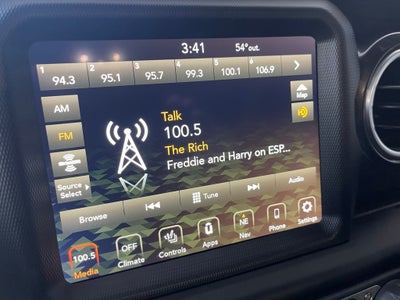 3:41 54° out.
1 94.3 2 95.1 3 95.7 4 99.3 5 100.1 6 106.9
AM
Map
FM
Talk
100.5
The Rich
Freddie and Harry on ESP...
Source
Select
Browse Tune Audio
100.5 OFF NE
Media Climate Controls Apps Nav Phone Settings